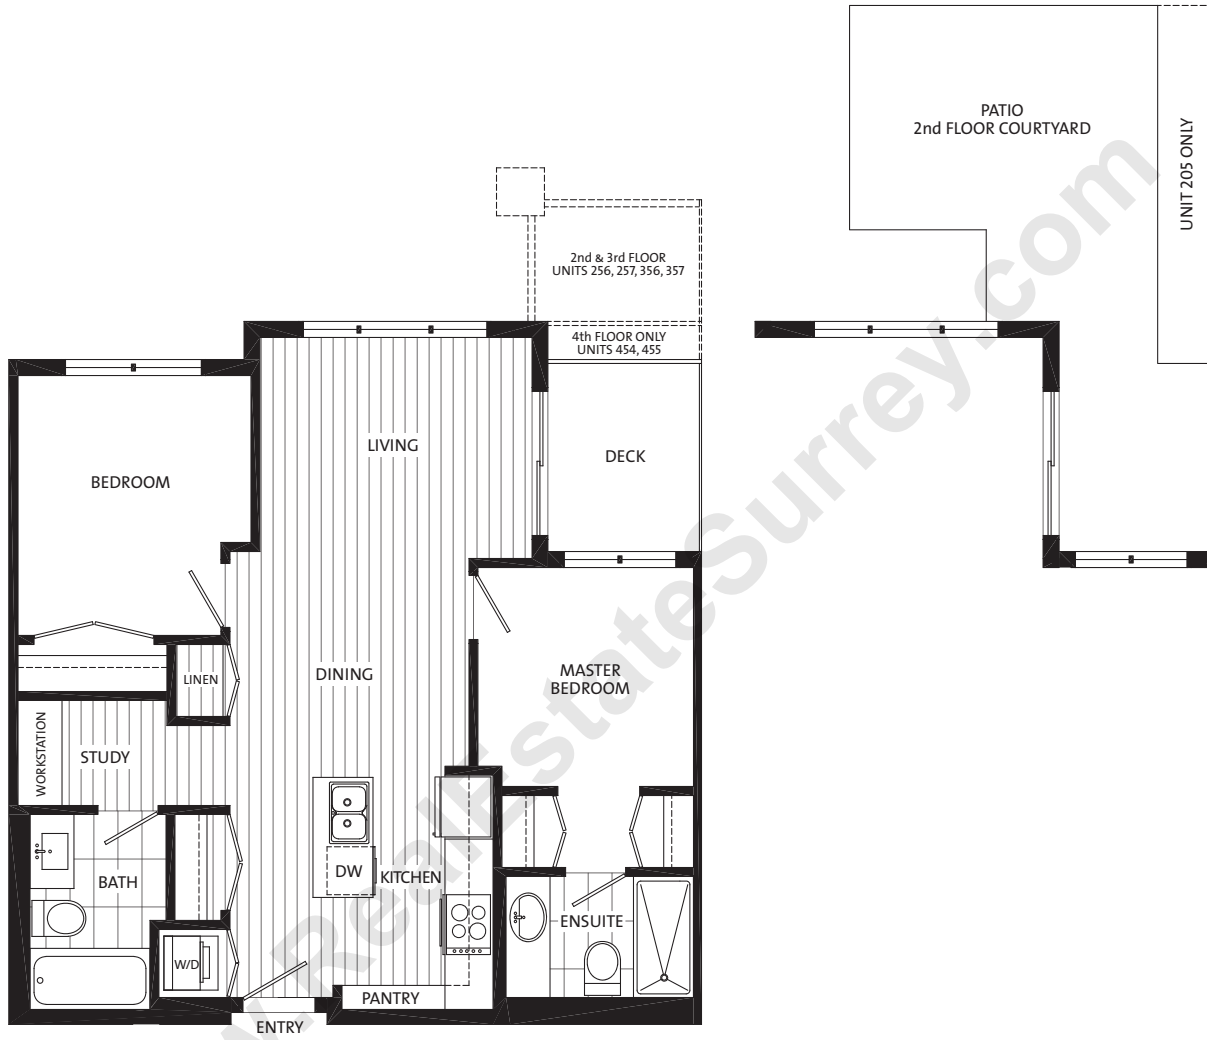 PATIO
2nd FLOOR COURTYARD
UNIT 205 ONLY
2nd & 3rd FLOOR
UNITS 256, 257, 356, 357
4th FLOOR ONLY
UNITS 454, 455
LIVING
DECK
BEDROOM
LINEN
DINING
MASTER
BEDROOM
WORKSTATION
STUDY
DW
KITCHEN
BATH
ENSUITE
W/D
PANTRY
ENTRY
w.RealEstateSurrey.com